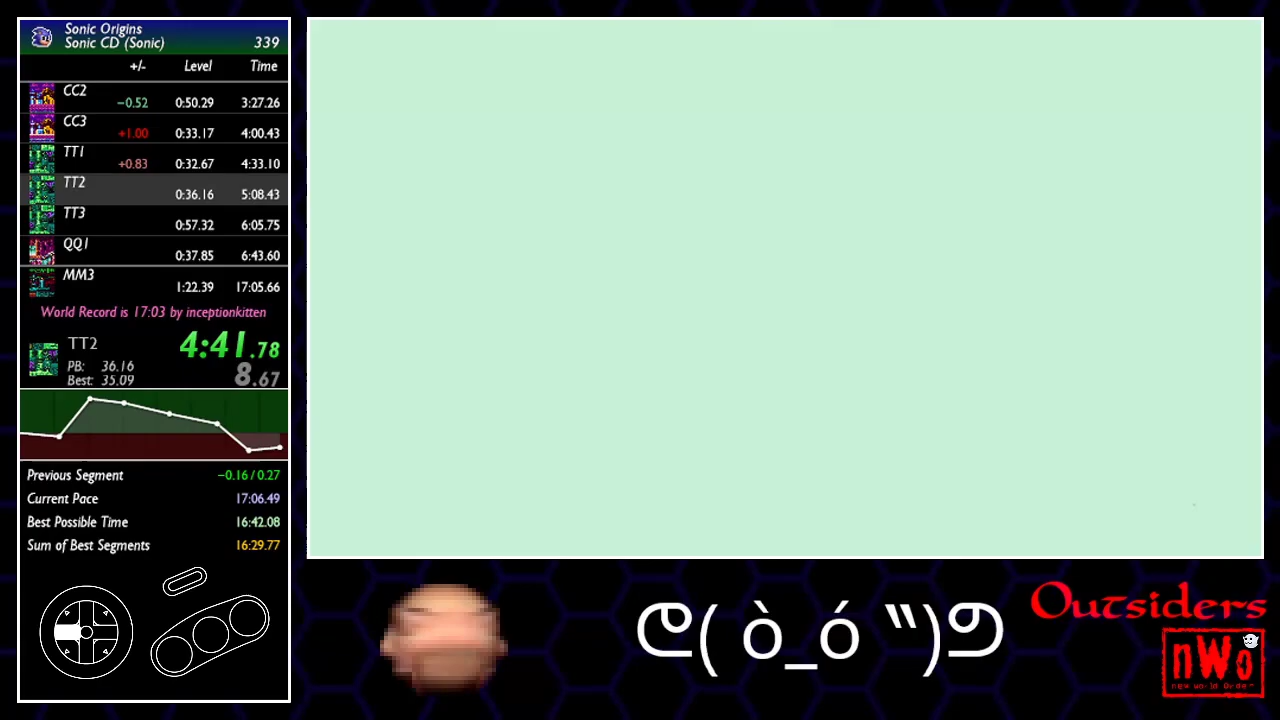 Sonic Origins
Sonic CD (Sonic) 339
+/- Level Time
CC2 −0.52 0:50.29 3:27.26
CC3 +1.00 0:33.17 4:00.43
TT1 +0.83 0:32.67 4:33.10
TT2 0:36.16 5:08.43
TT3 0:57.32 6:05.75
QQ1 0:37.85 6:43.60
MM3 1:22.39 17:05.66
World Record is 17:03 by inceptionkitten
TT2 4:41.78
PB: 36.16 8.67
Best: 35.09
Previous Segment −0.16 / 0.27
Current Pace 17:06.49
Best Possible Time 16:42.08
Sum of Best Segments 16:29.77
ᕦ( ò_ó ‶)ᕤ
Outsiders
nWo
new world order